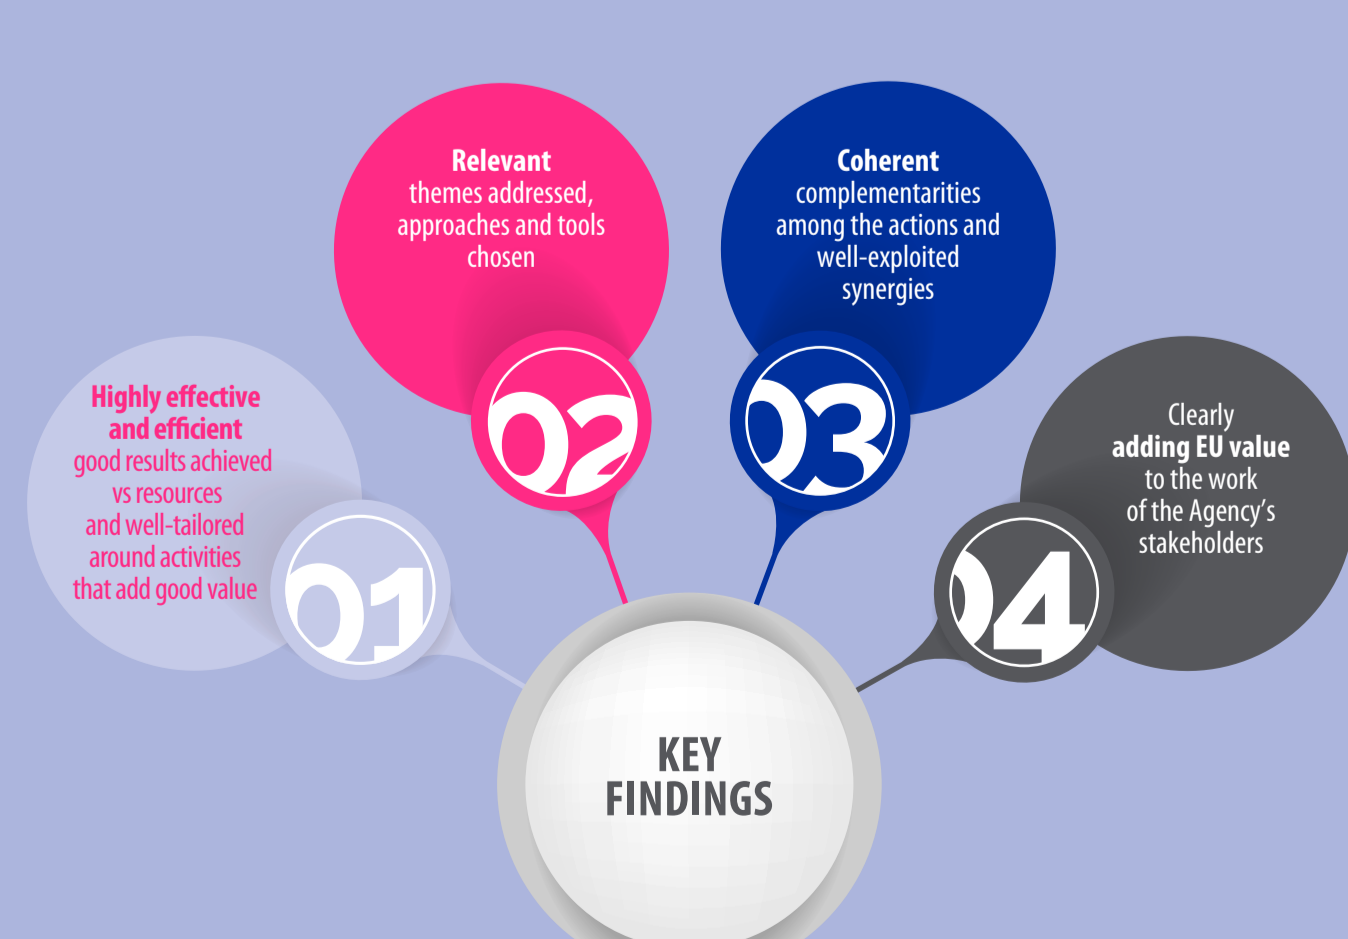 Highly effective
and efficient
good results achieved
vs resources
and well-tailored
around activities
that add good value
01
Relevant
themes addressed,
approaches and tools
chosen
02
Coherent
complementarities
among the actions and
well-exploited
synergies
03
Clearly
adding EU value
to the work
of the Agency’s
stakeholders
04
KEY
FINDINGS